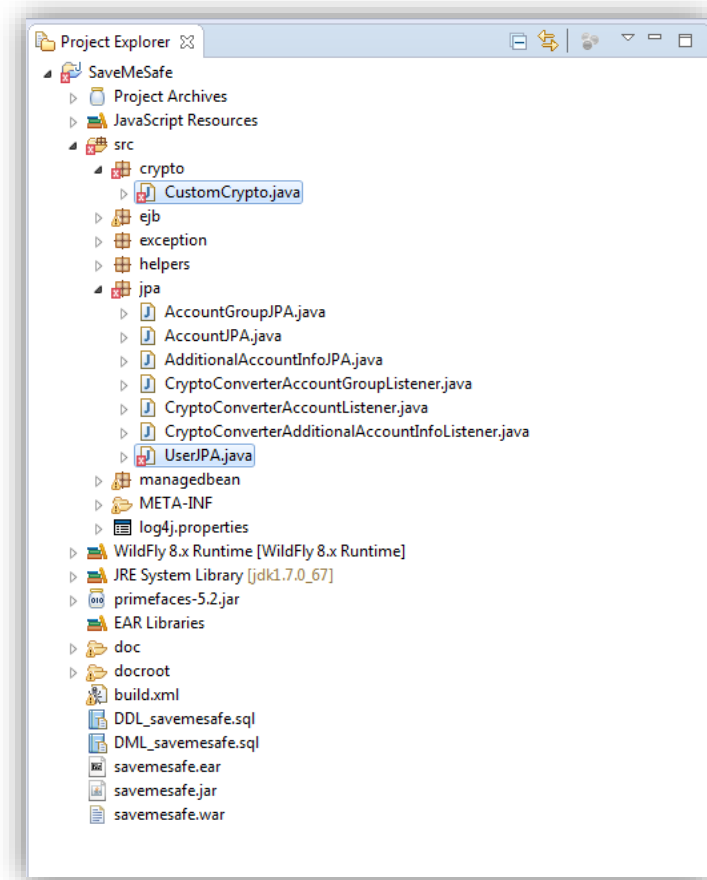 Project Explorer
SaveMeSafe
Project Archives
JavaScript Resources
src
crypto
CustomCrypto.java
ejb
exception
helpers
jpa
AccountGroupJPA.java
AccountJPA.java
AdditionalAccountInfoJPA.java
CryptoConverterAccountGroupListener.java
CryptoConverterAccountListener.java
CryptoConverterAdditionalAccountInfoListener.java
UserJPA.java
managedbean
META-INF
log4j.properties
WildFly 8.x Runtime [WildFly 8.x Runtime]
JRE System Library [jdk1.7.0_67]
primefaces-5.2.jar
EAR Libraries
doc
docroot
build.xml
DDL_savemesafe.sql
DML_savemesafe.sql
savemesafe.ear
savemesafe.jar
savemesafe.war